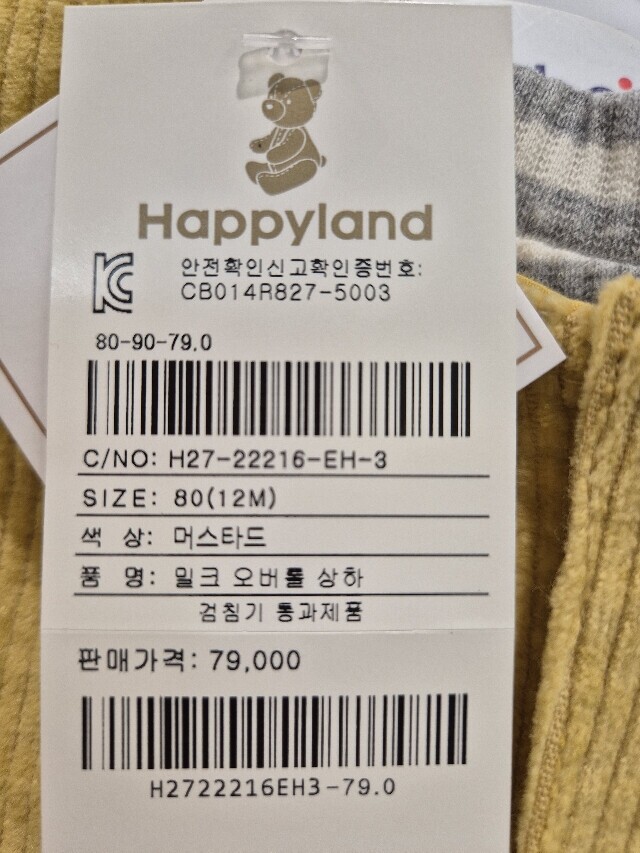 Happyland
안전확인신고확인증번호:
CB014R827-5003
80-90-79.0
C/NO: H27-22216-EH-3
SIZE: 80(12M)
색 상: 머스타드
품 명: 밀크 오버롤 상하
검침기 통과제품
판매가격: 79,000
H2722216EH3-79.0